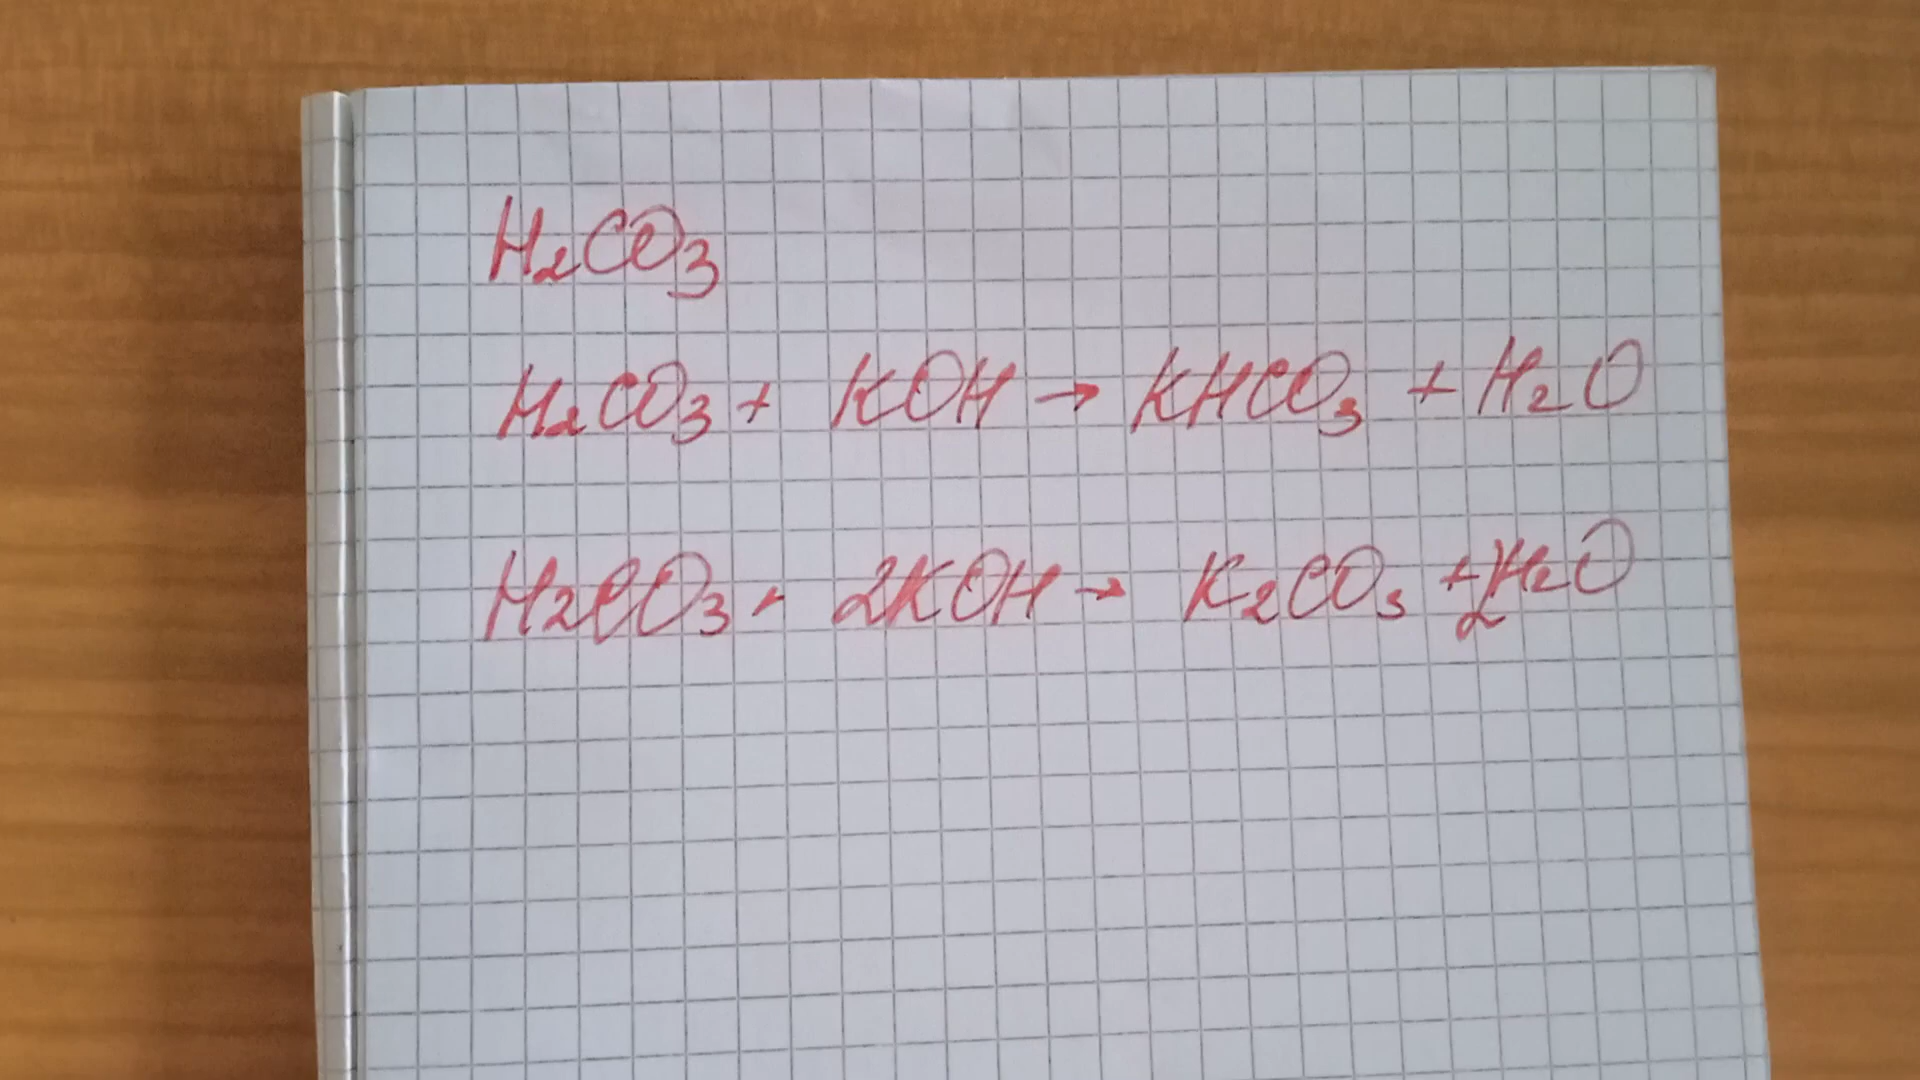 H2CO3
H2CO3 + KOH → KHCO3 + H2O
H2CO3 + 2KOH → K2CO3 + 2H2O